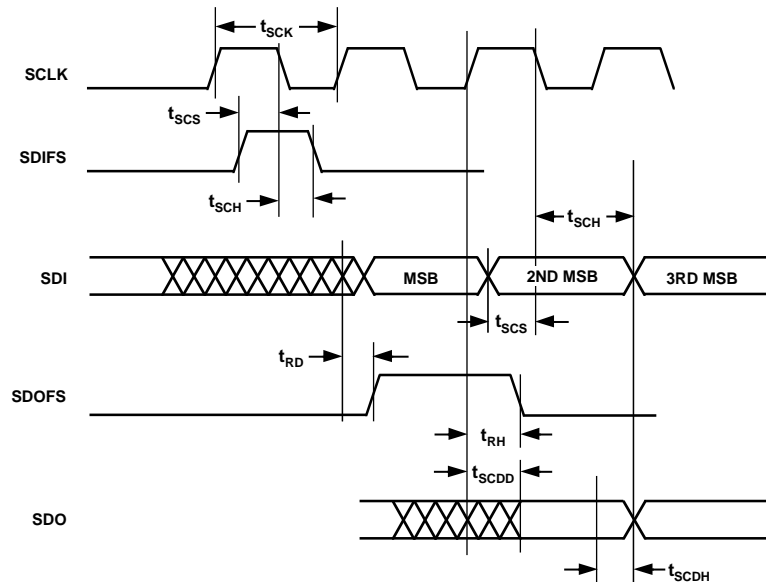 tSCK
SCLK
tSCS
SDIFS
tSCH
tSCH
SDI
MSB
2ND MSB
3RD MSB
tSCS
tRD
SDOFS
tRH
tSCDD
SDO
tSCDH